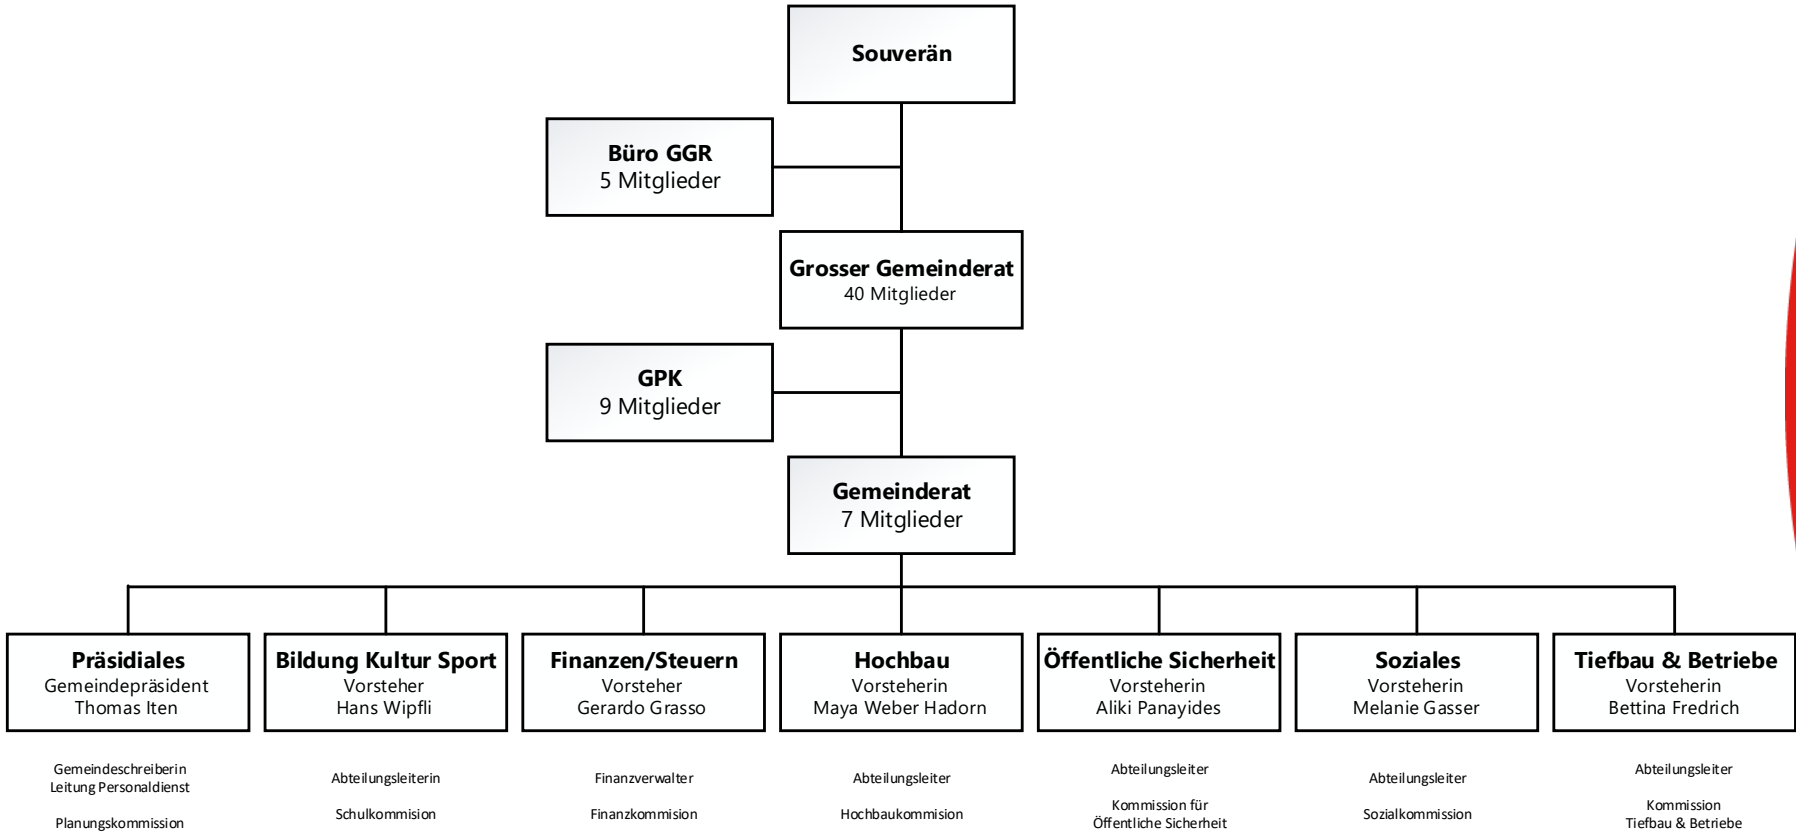 Souverän
Büro GGR
5 Mitglieder
Grosser Gemeinderat
40 Mitglieder
GPK
9 Mitglieder
Gemeinderat
7 Mitglieder
Präsidiales
Gemeindepräsident
Thomas Iten
Bildung Kultur Sport
Vorsteher
Hans Wipfli
Finanzen/Steuern
Vorsteher
Gerardo Grasso
Hochbau
Vorsteherin
Maya Weber Hadorn
Öffentliche Sicherheit
Vorsteherin
Aliki Panayides
Soziales
Vorsteherin
Melanie Gasser
Tiefbau & Betriebe
Vorsteherin
Bettina Fredrich
Gemeindeschreiberin
Leitung Personaldienst
Planungskommission
Abteilungsleiterin
Schulkommision
Finanzverwalter
Finanzkommision
Abteilungsleiter
Hochbaukommision
Abteilungsleiter
Kommission für
Öffentliche Sicherheit
Abteilungsleiter
Sozialkommission
Abteilungsleiter
Kommission
Tiefbau & Betriebe